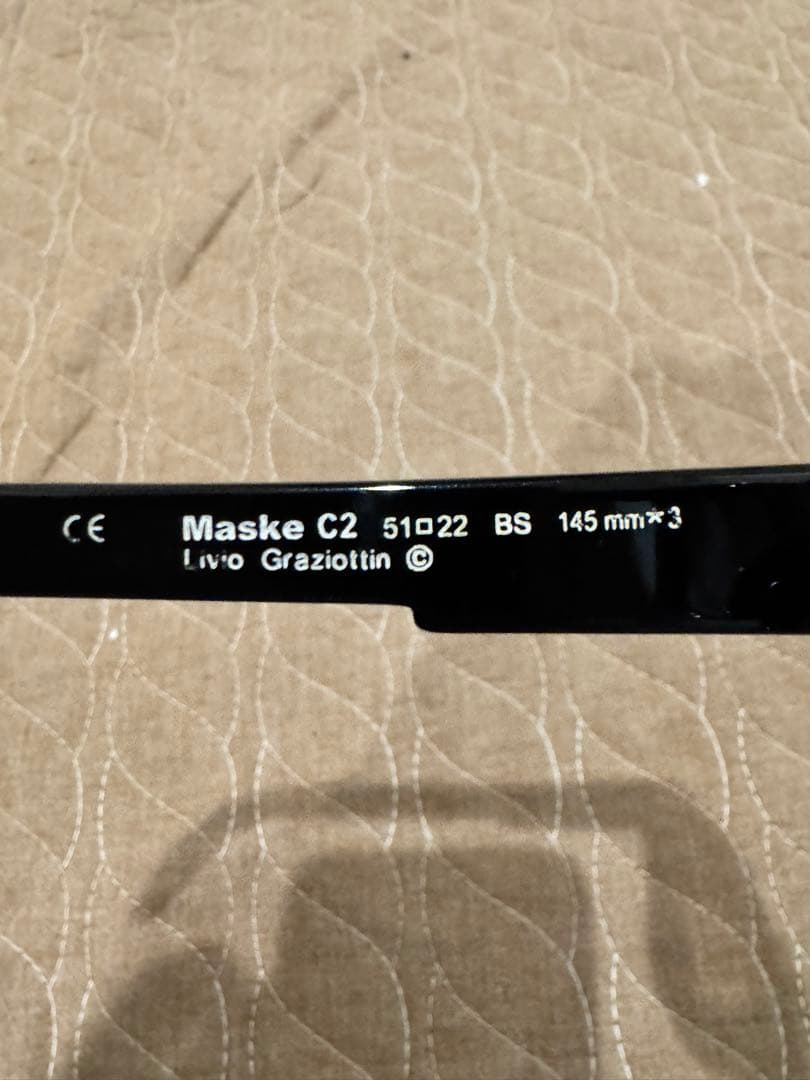 CE Maske C2 51□22 BS 145 mm*3
Livio Graziottin ©